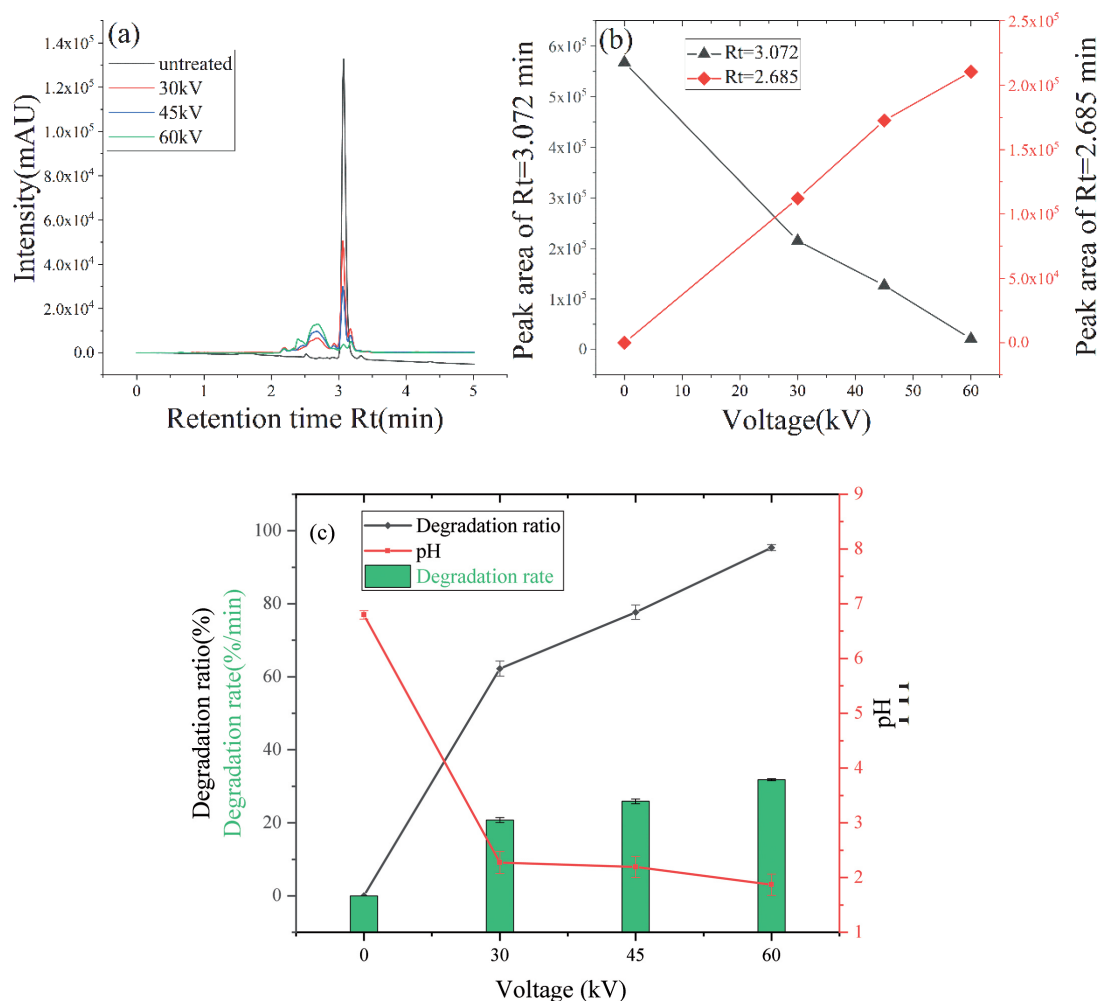 (a)
untreated
30kV
45kV
60kV
1.4x10⁵
1.2x10⁵
1.0x10⁵
8.0x10⁴
6.0x10⁴
4.0x10⁴
2.0x10⁴
0.0
Intensity(mAU)
0 1 2 3 4 5
Retention time Rt(min)
(b)
Rt=3.072
Rt=2.685
6x10⁵
5x10⁵
4x10⁵
3x10⁵
2x10⁵
1x10⁵
0
Peak area of Rt=3.072 min
2.5x10⁵
2.0x10⁵
1.5x10⁵
1.0x10⁵
5.0x10⁴
0.0
Peak area of Rt=2.685 min
0 10 20 30 40 50 60
Voltage(kV)
(c)
Degradation ratio
pH
Degradation rate
100
80
60
40
20
0
Degradation ratio(%)
Degradation rate(%/min)
9
8
7
6
5
4
3
2
1
pH
0 30 45 60
Voltage (kV)